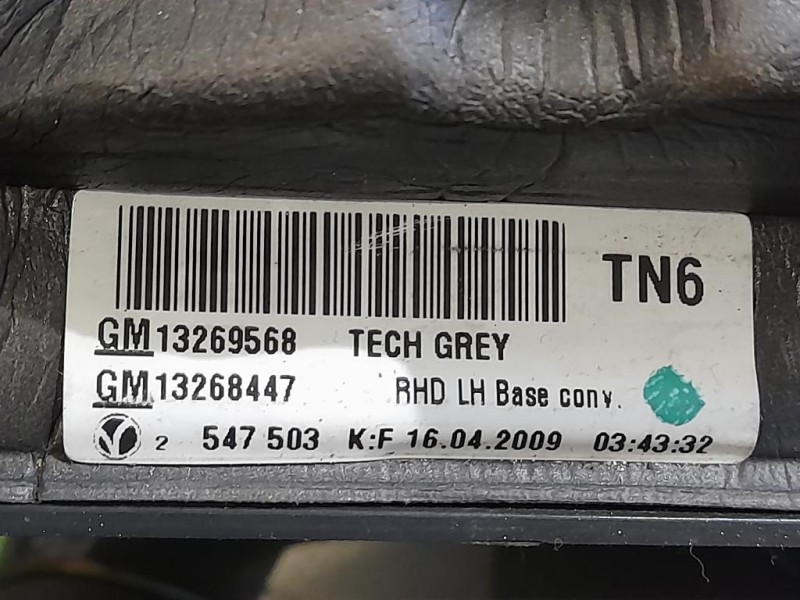 TN6
GM13269568 TECH GREY
GM13268447 RHD LH Base conv.
2 547 503 K:F 16.04.2009 03:43:32